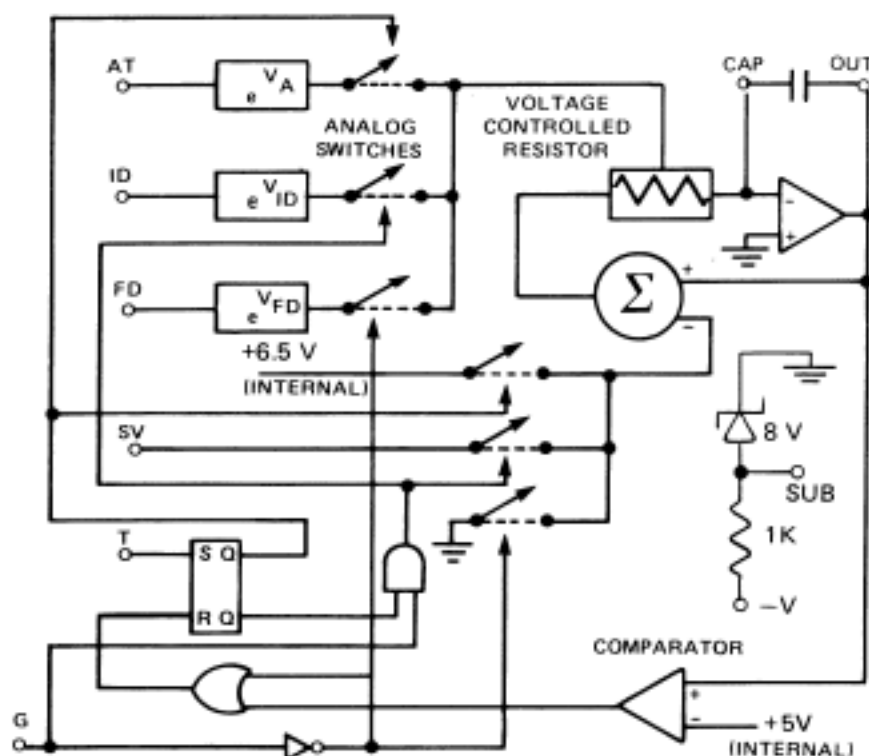 CAP
OUT
AT
e V A
VOLTAGE
CONTROLLED
RESISTOR
ANALOG
SWITCHES
ID
e V ID
-
+
FD
e V FD
Σ
+
-
+6.5 V
(INTERNAL)
8 V
SV
SUB
1K
T
S Q
−V
R Q
COMPARATOR
+
G
-
+5V
(INTERNAL)